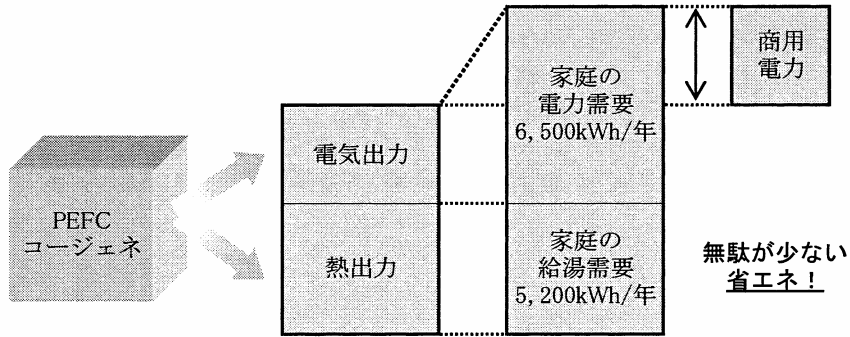 PEFC
コージェネ
電気出力
熱出力
家庭の
電力需要
6,500kWh/年
家庭の
給湯需要
5,200kWh/年
商用
電力
無駄が少ない
省エネ！